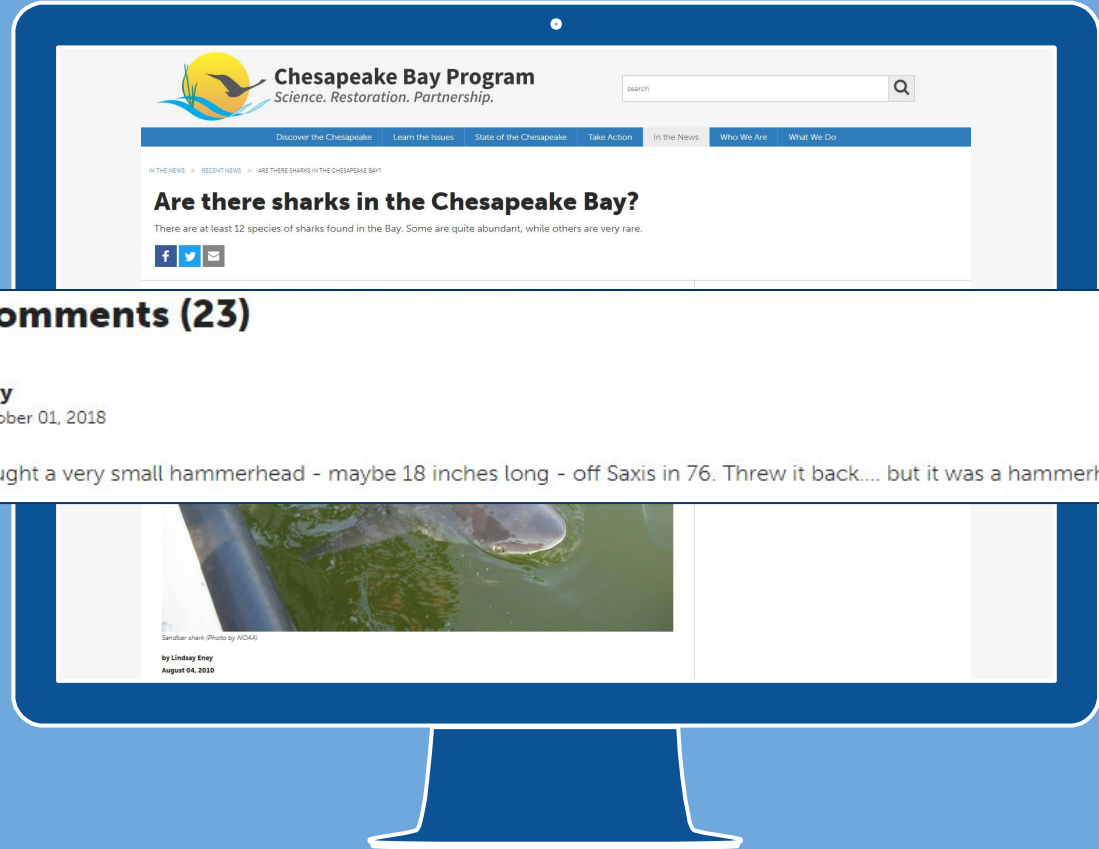 Chesapeake Bay Program
Science. Restoration. Partnership.
search
Discover the Chesapeake Learn the Issues State of the Chesapeake Take Action In the News Who We Are What We Do
IN THE NEWS > RECENT NEWS > ARE THERE SHARKS IN THE CHESAPEAKE BAY?
Are there sharks in the Chesapeake Bay?
There are at least 12 species of sharks found in the Bay. Some are quite abundant, while others are very rare.
omments (23)
y
ober 01, 2018
ught a very small hammerhead - maybe 18 inches long - off Saxis in 76. Threw it back.... but it was a hammerh
Sandbar shark (Photo by NOAA)
by Lindsay Eney
August 04, 2010